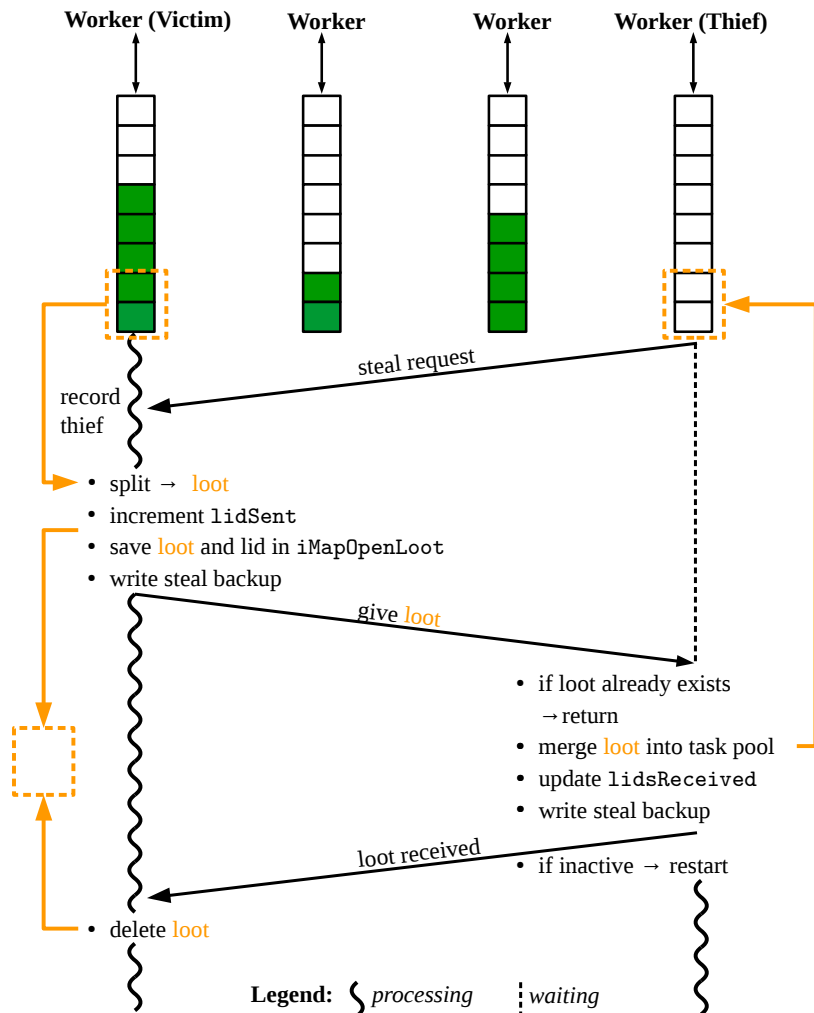 Worker (Victim)
Worker
Worker
Worker (Thief)
steal request
record
thief
• split → loot
• increment lidSent
• save loot and lid in iMapOpenLoot
• write steal backup
give loot
• if loot already exists
→return
• merge loot into task pool
• update lidsReceived
• write steal backup
loot received
• if inactive → restart
• delete loot
Legend: processing waiting